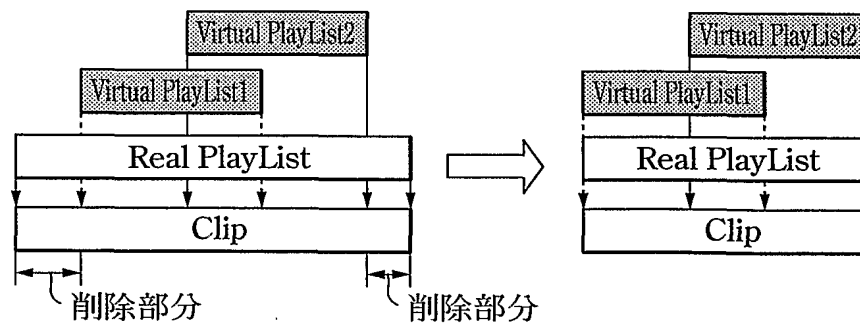 Virtual PlayList2
Virtual PlayList1
Real PlayList
Clip
削除部分
削除部分
Virtual PlayList2
Virtual PlayList1
Real PlayList
Clip